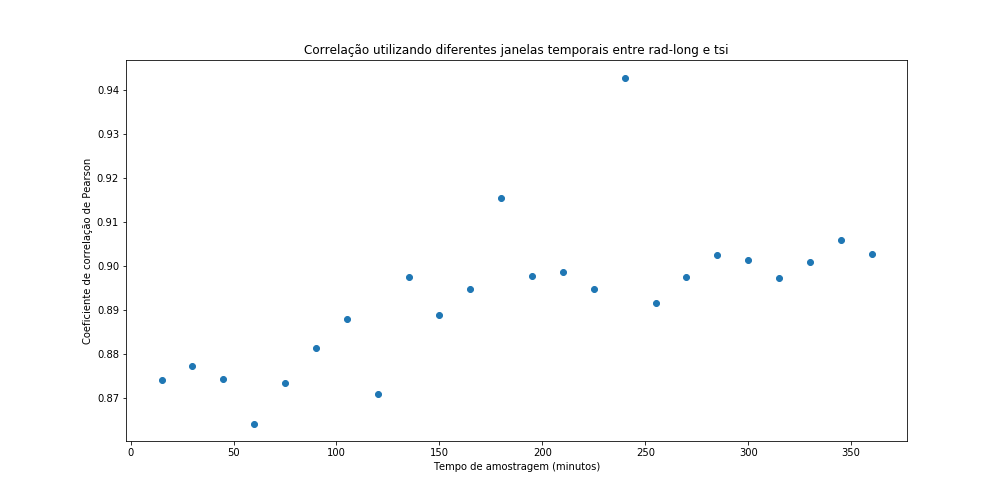 Correlação utilizando diferentes janelas temporais entre rad-long e tsi
Coeficiente de correlação de Pearson
0.94
0.93
0.92
0.91
0.90
0.89
0.88
0.87
0 50 100 150 200 250 300 350
Tempo de amostragem (minutos)